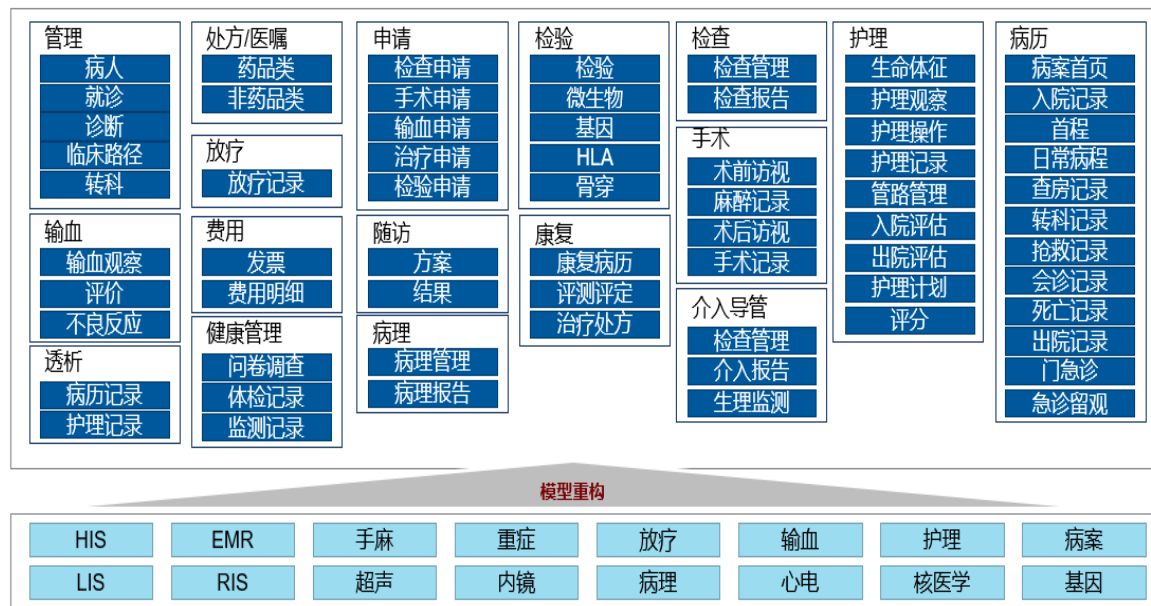 管理
病人
就诊
诊断
临床路径
转科
处方/医嘱
药品类
非药品类
放疗
放疗记录
申请
检查申请
手术申请
输血申请
治疗申请
检验申请
检验
检验
微生物
基因
HLA
骨穿
检查
检查管理
检查报告
手术
术前访视
麻醉记录
术后访视
手术记录
护理
生命体征
护理观察
护理操作
护理记录
管路管理
入院评估
出院评估
护理计划
评分
病历
病案首页
入院记录
首程
日常病程
查房记录
转科记录
抢救记录
会诊记录
死亡记录
出院记录
门急诊
急诊留观
输血
输血观察
评价
不良反应
费用
发票
费用明细
随访
方案
结果
康复
康复病历
评测评定
治疗处方
介入导管
检查管理
介入报告
生理监测
透析
病历记录
护理记录
健康管理
问卷调查
体检记录
监测记录
病理
病理管理
病理报告
模型重构
HIS
EMR
手麻
重症
放疗
输血
护理
病案
LIS
RIS
超声
内镜
病理
心电
核医学
基因